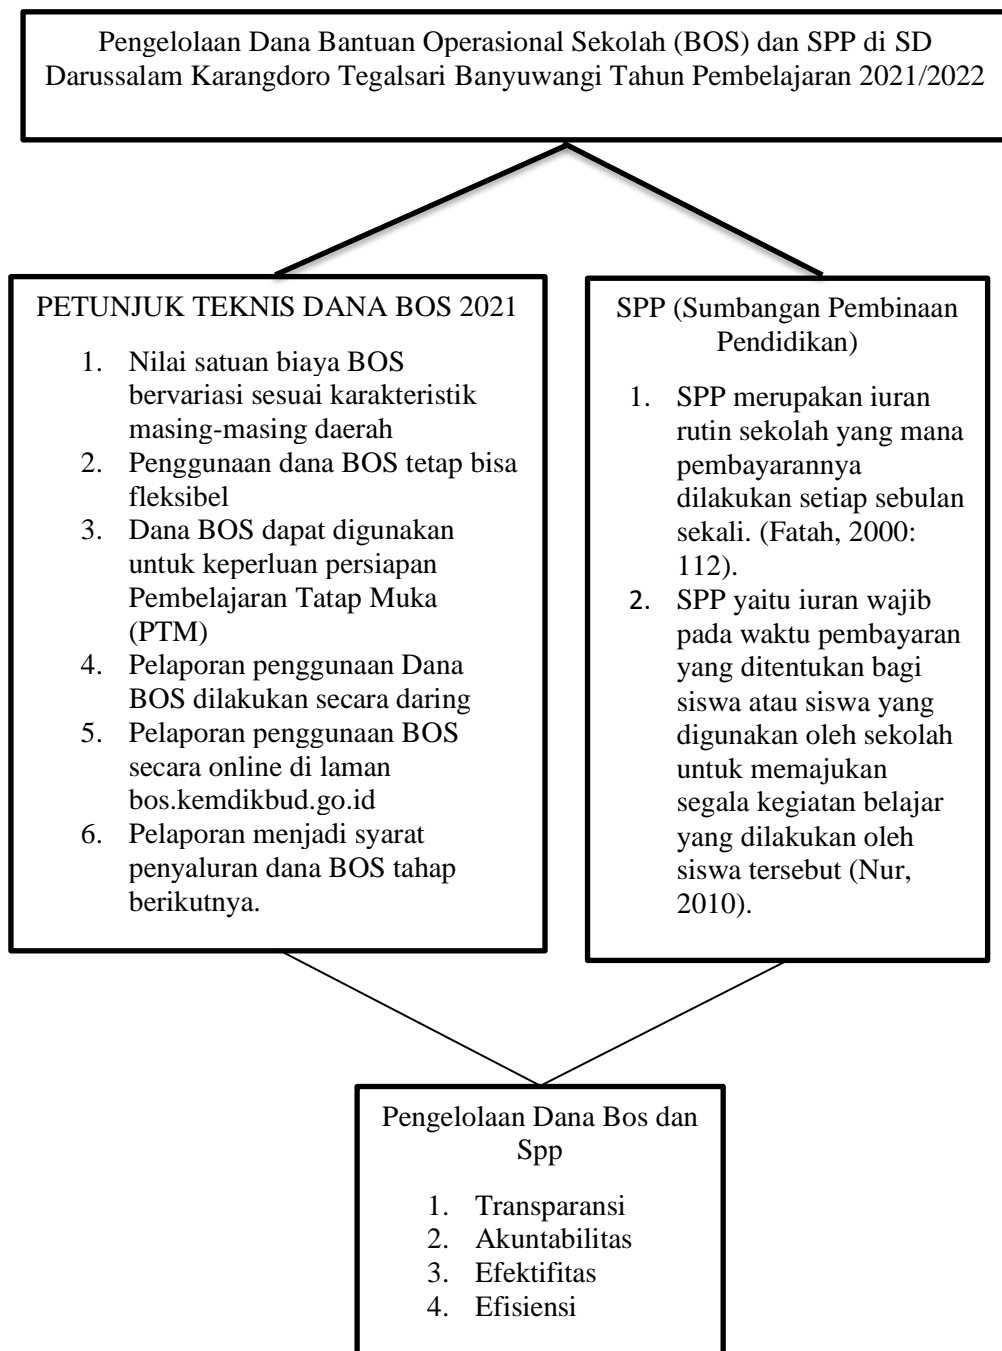 Pengelolaan Dana Bantuan Operasional Sekolah (BOS) dan SPP di SD
Darussalam Karangdoro Tegalsari Banyuwangi Tahun Pembelajaran 2021/2022
PETUNJUK TEKNIS DANA BOS 2021
1. Nilai satuan biaya BOS
bervariasi sesuai karakteristik
masing-masing daerah
2. Penggunaan dana BOS tetap bisa
fleksibel
3. Dana BOS dapat digunakan
untuk keperluan persiapan
Pembelajaran Tatap Muka
(PTM)
4. Pelaporan penggunaan Dana
BOS dilakukan secara daring
5. Pelaporan penggunaan BOS
secara online di laman
bos.kemdikbud.go.id
6. Pelaporan menjadi syarat
penyaluran dana BOS tahap
berikutnya.
SPP (Sumbangan Pembinaan
Pendidikan)
1. SPP merupakan iuran
rutin sekolah yang mana
pembayarannya
dilakukan setiap sebulan
sekali. (Fatah, 2000:
112).
2. SPP yaitu iuran wajib
pada waktu pembayaran
yang ditentukan bagi
siswa atau siswa yang
digunakan oleh sekolah
untuk memajukan
segala kegiatan belajar
yang dilakukan oleh
siswa tersebut (Nur,
2010).
Pengelolaan Dana Bos dan
Spp
1. Transparansi
2. Akuntabilitas
3. Efektifitas
4. Efisiensi